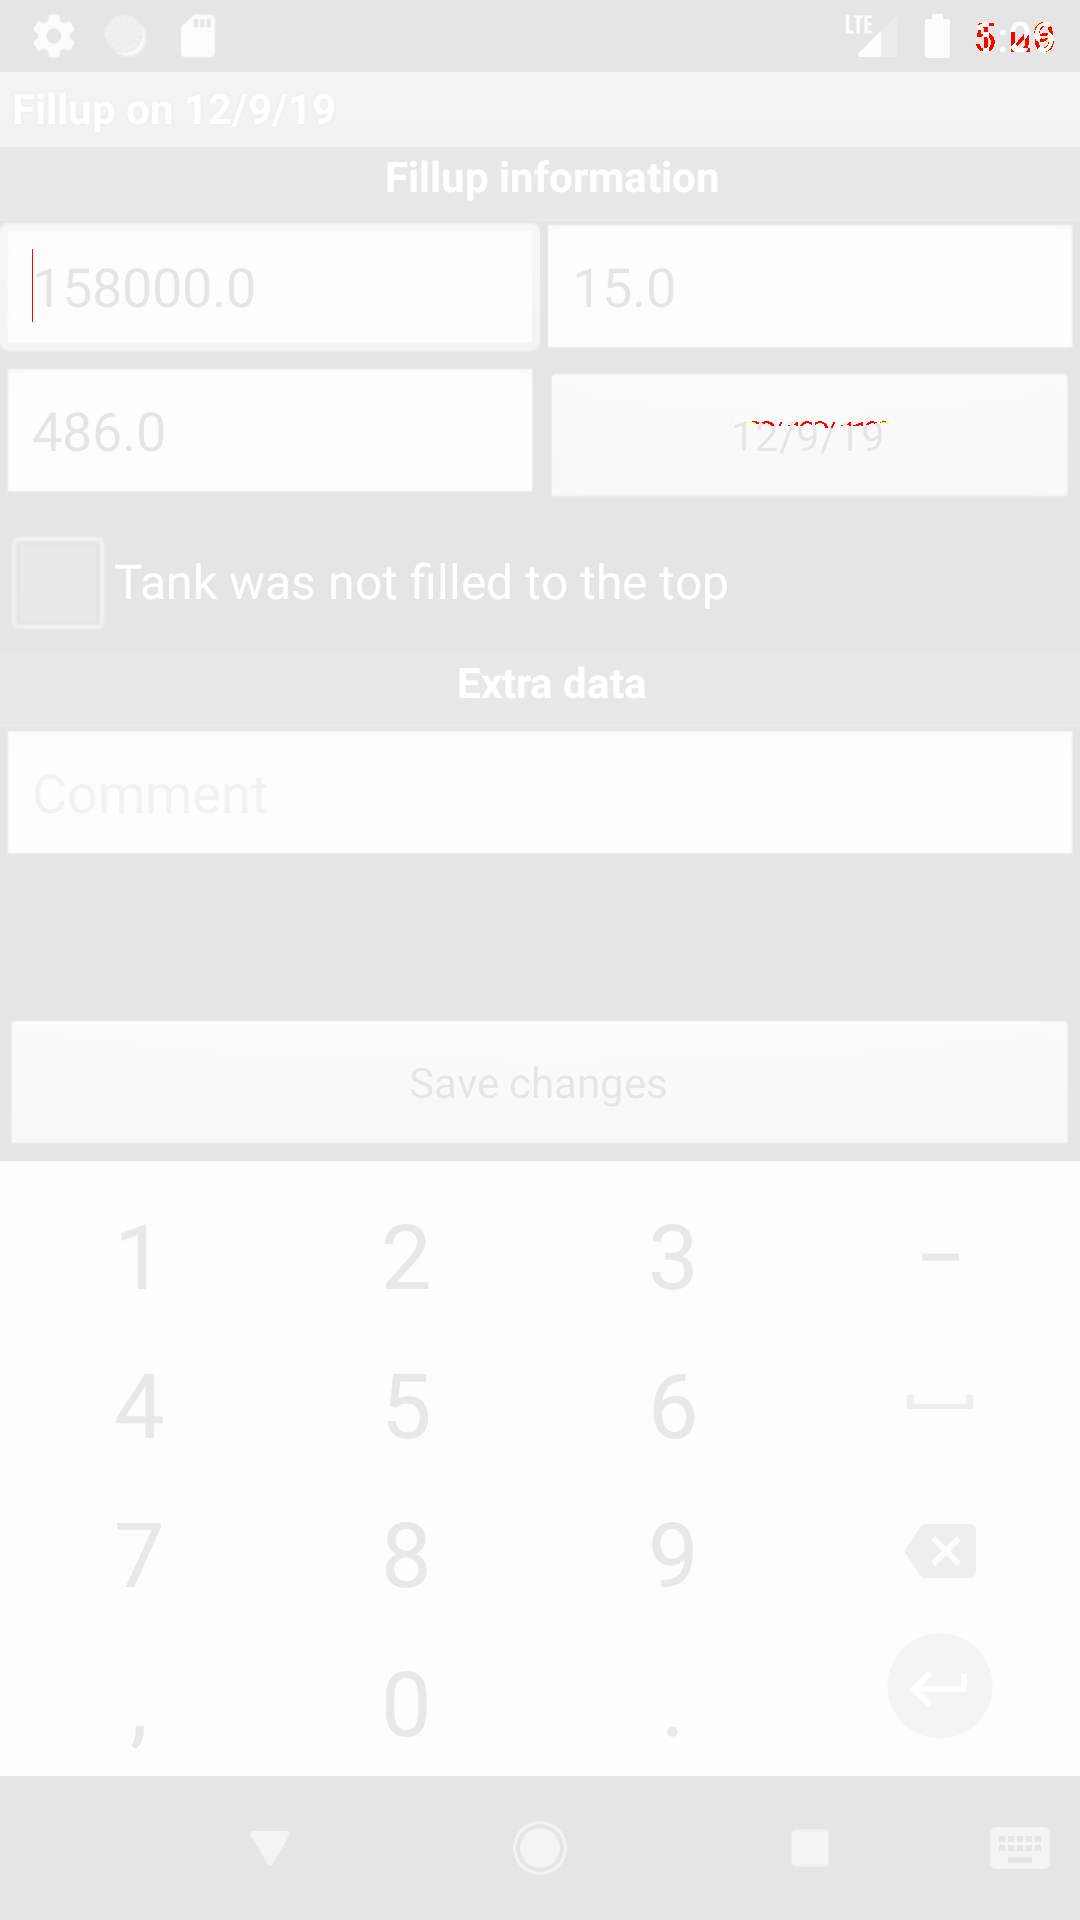 LTE
Fillup on 12/9/19
Fillup information
158000.0 15.0
486.0 12/9/19
Tank was not filled to the top
Extra data
Comment
Save changes
1 2 3 –
4 5 6
7 8 9
, 0 .